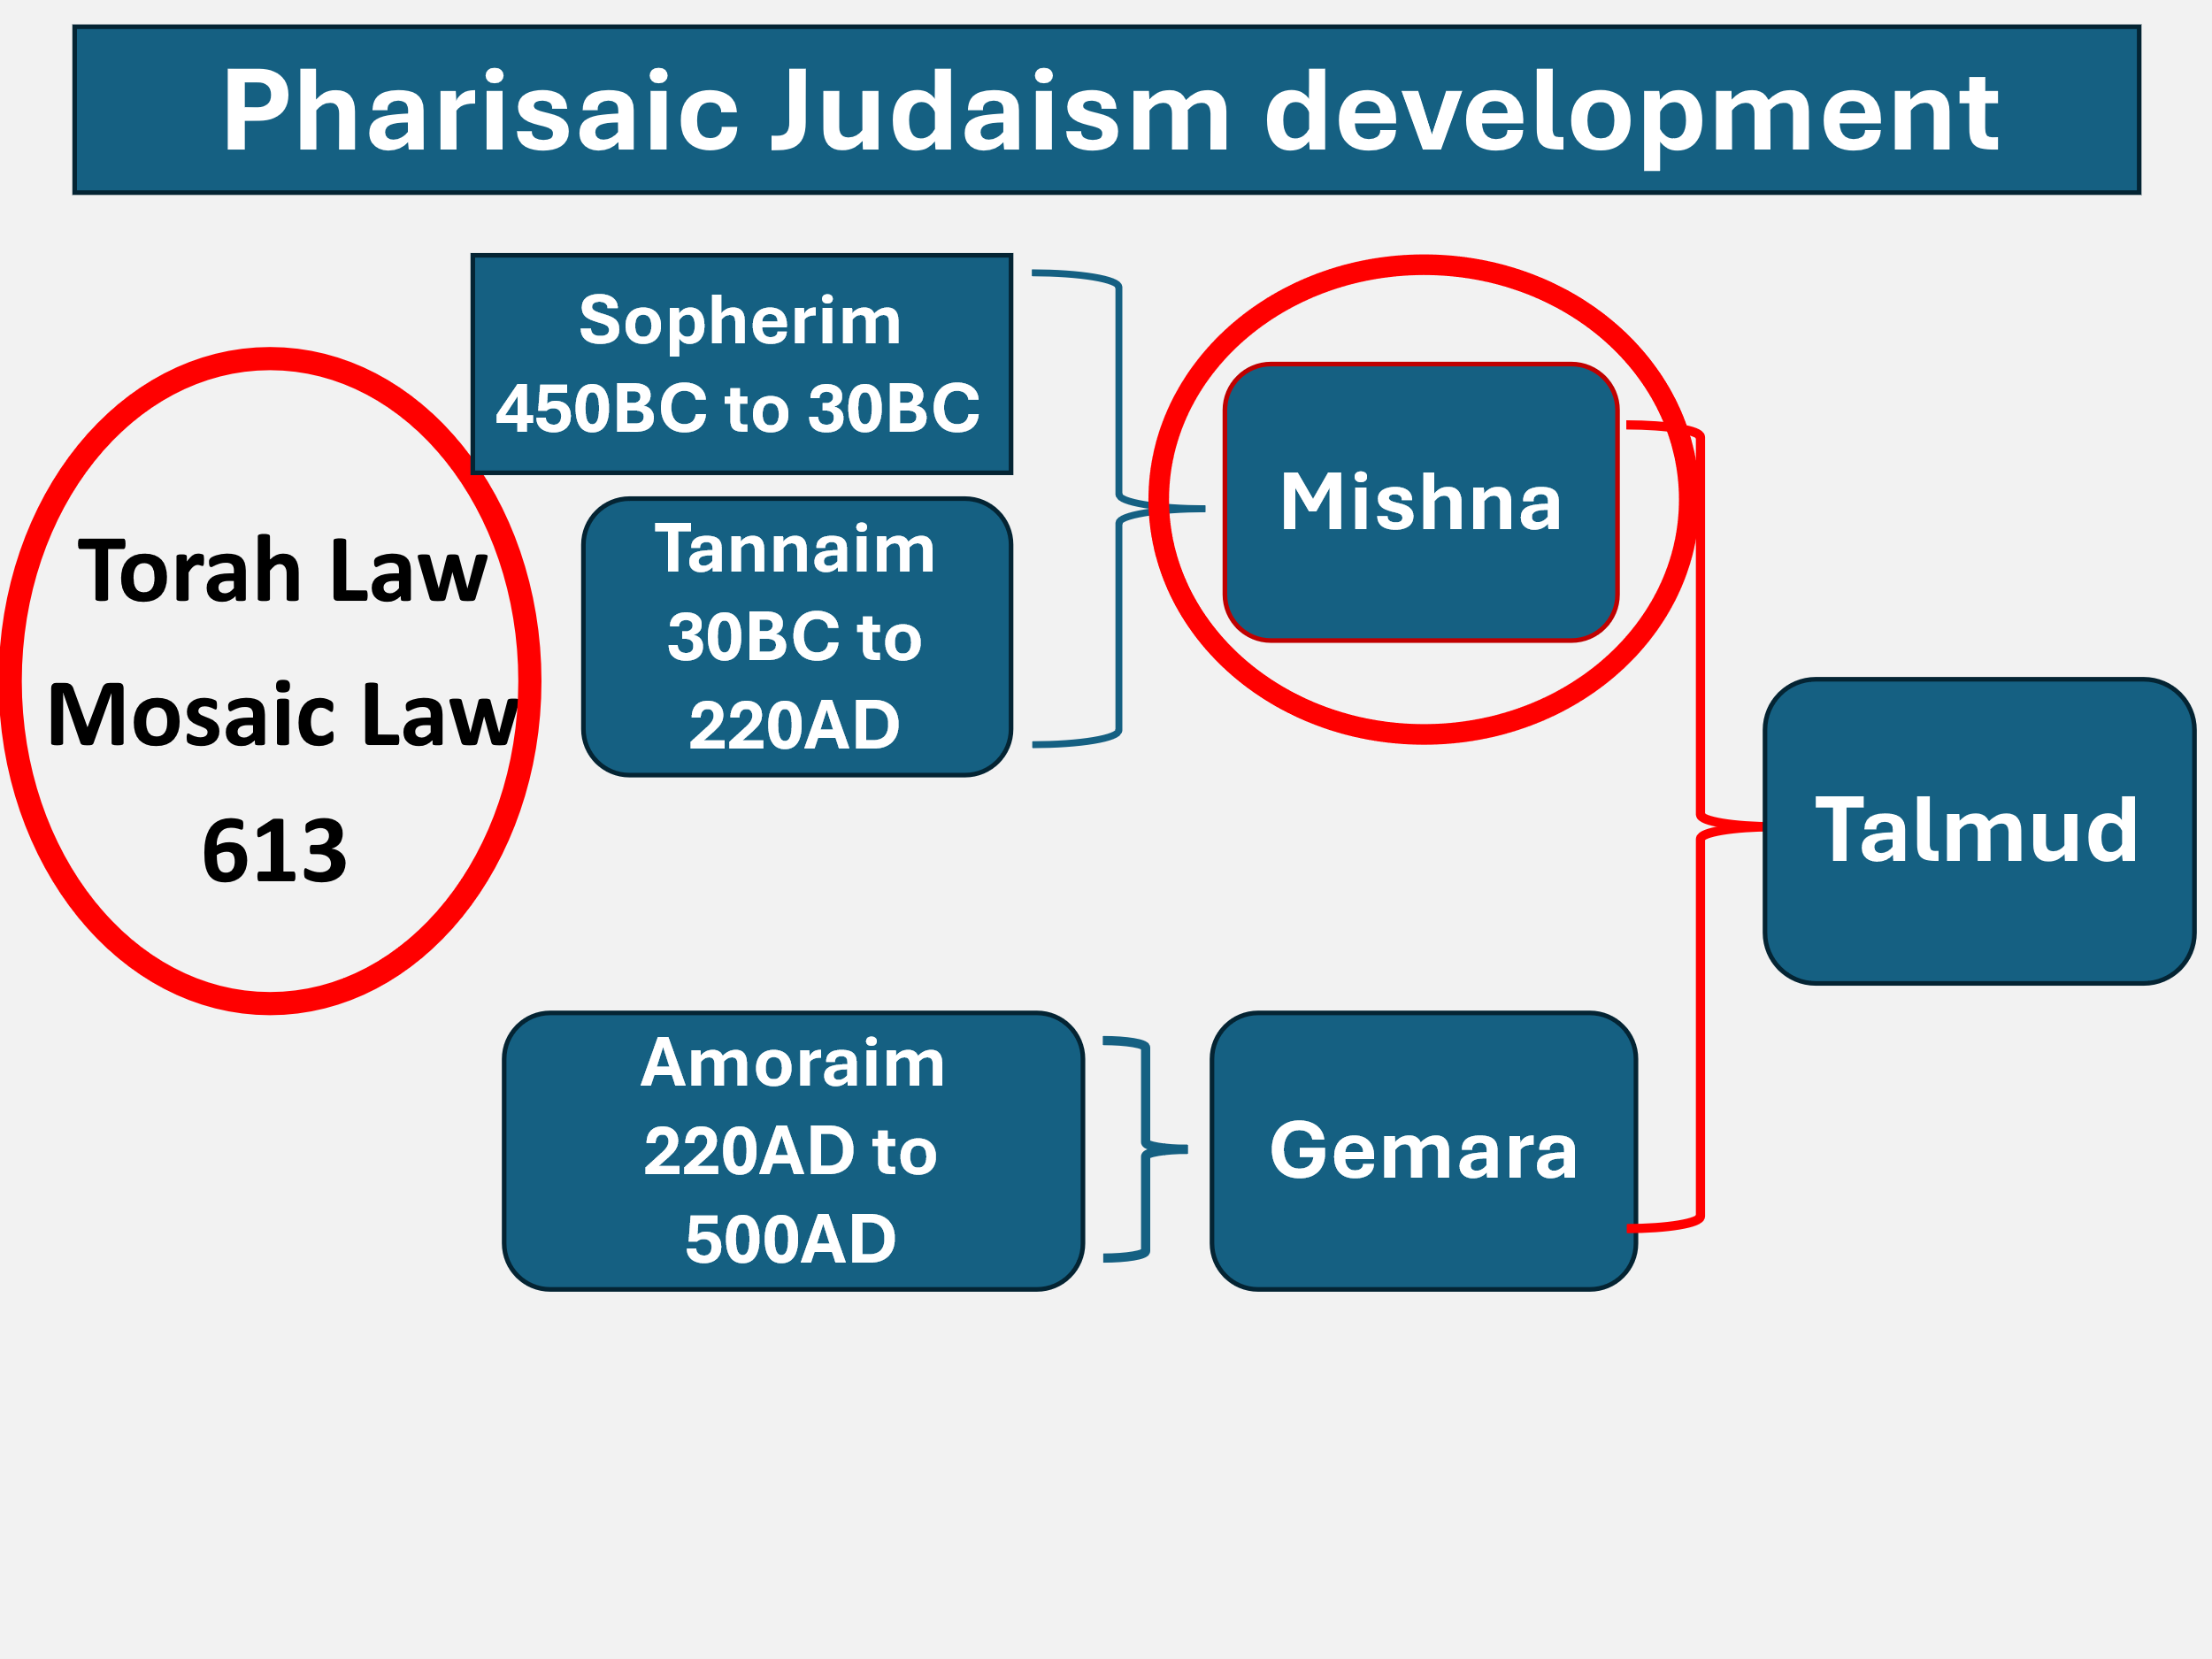 Pharisaic Judaism development
Torah Law
Mosaic Law
613
Sopherim
450BC to 30BC
Tannaim
30BC to
220AD
Mishna
Amoraim
220AD to
500AD
Gemara
Talmud